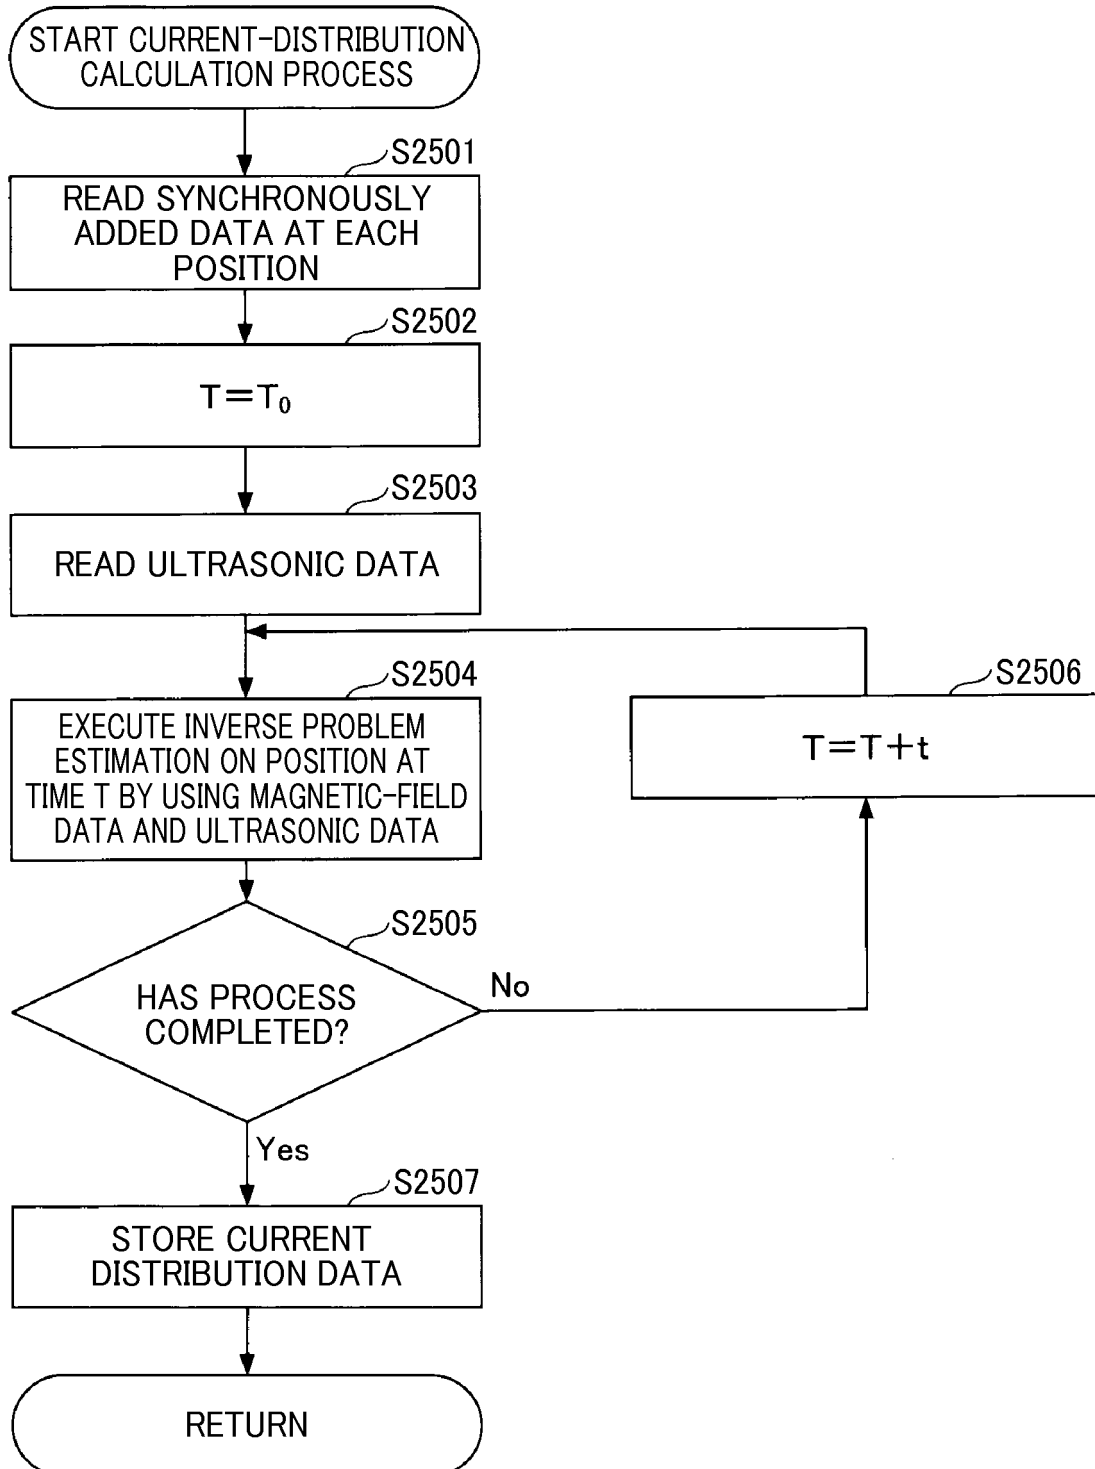 START CURRENT-DISTRIBUTION
CALCULATION PROCESS
S2501
READ SYNCHRONOUSLY
ADDED DATA AT EACH
POSITION
S2502
T=T₀
S2503
READ ULTRASONIC DATA
S2504
EXECUTE INVERSE PROBLEM
ESTIMATION ON POSITION AT
TIME T BY USING MAGNETIC-FIELD
DATA AND ULTRASONIC DATA
S2506
T=T+t
S2505
HAS PROCESS
COMPLETED?
No
Yes
S2507
STORE CURRENT
DISTRIBUTION DATA
RETURN